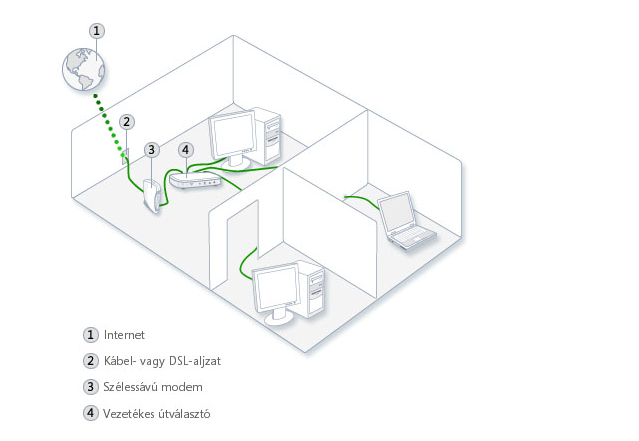 1
2
3
4
1 Internet
2 Kábel- vagy DSL-aljzat
3 Szélessávú modem
4 Vezetékes útválasztó